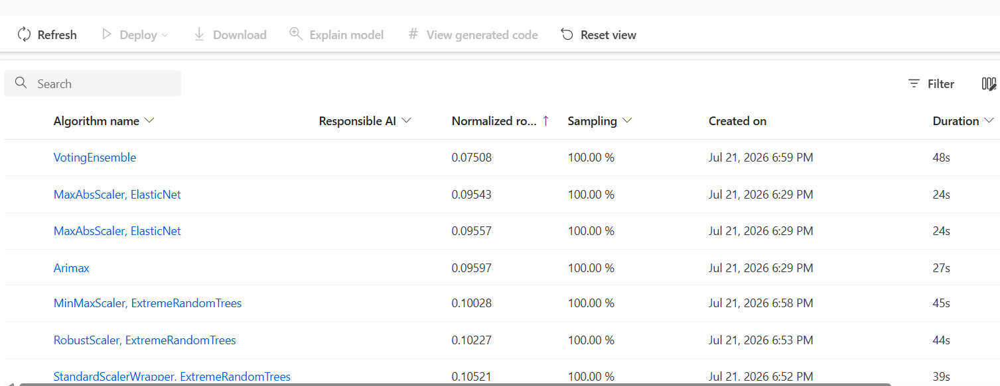 Refresh Deploy Download Explain model # View generated code Reset view
Search Filter
Algorithm name Responsible AI Normalized ro... ↑ Sampling Created on Duration
VotingEnsemble 0.07508 100.00 % Jul 21, 2026 6:59 PM 48s
MaxAbsScaler, ElasticNet 0.09543 100.00 % Jul 21, 2026 6:29 PM 24s
MaxAbsScaler, ElasticNet 0.09557 100.00 % Jul 21, 2026 6:29 PM 24s
Arimax 0.09597 100.00 % Jul 21, 2026 6:29 PM 27s
MinMaxScaler, ExtremeRandomTrees 0.10028 100.00 % Jul 21, 2026 6:58 PM 45s
RobustScaler, ExtremeRandomTrees 0.10227 100.00 % Jul 21, 2026 6:53 PM 44s
StandardScalerWrapper, ExtremeRandomTrees 0.10521 100.00 % Jul 21, 2026 6:52 PM 39s